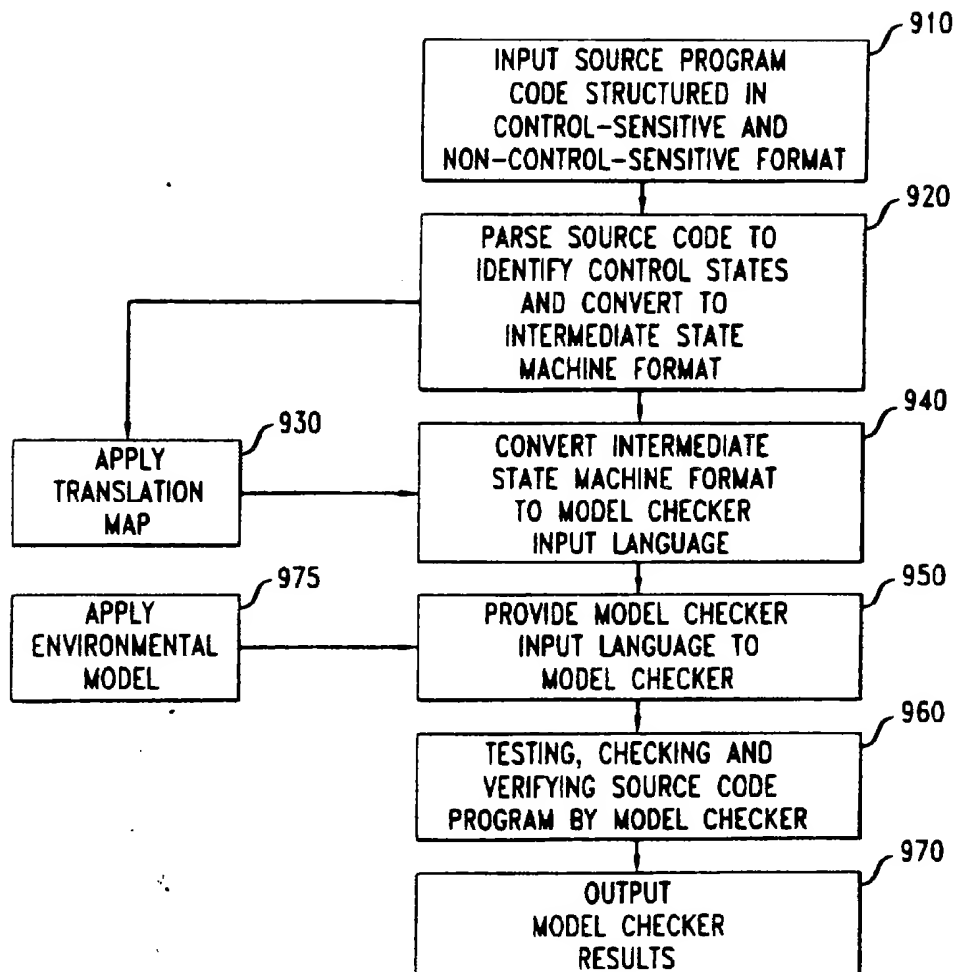 910
INPUT SOURCE PROGRAM
CODE STRUCTURED IN
CONTROL-SENSITIVE AND
NON-CONTROL-SENSITIVE FORMAT
920
PARSE SOURCE CODE TO
IDENTIFY CONTROL STATES
AND CONVERT TO
INTERMEDIATE STATE
MACHINE FORMAT
930
APPLY
TRANSLATION
MAP
940
CONVERT INTERMEDIATE
STATE MACHINE FORMAT
TO MODEL CHECKER
INPUT LANGUAGE
975
APPLY
ENVIRONMENTAL
MODEL
950
PROVIDE MODEL CHECKER
INPUT LANGUAGE TO
MODEL CHECKER
960
TESTING, CHECKING AND
VERIFYING SOURCE CODE
PROGRAM BY MODEL CHECKER
970
OUTPUT
MODEL CHECKER
RESULTS